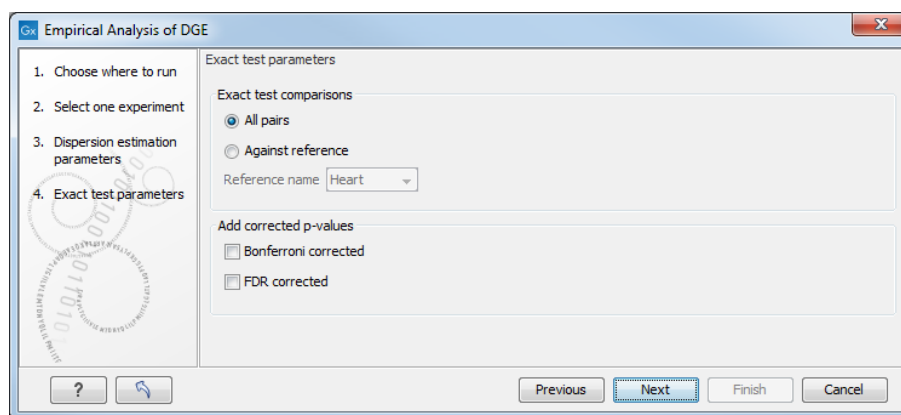 Gx Empirical Analysis of DGE
1. Choose where to run
2. Select one experiment
3. Dispersion estimation
parameters
4. Exact test parameters
Exact test parameters
Exact test comparisons
All pairs
Against reference
Reference name Heart
Add corrected p-values
Bonferroni corrected
FDR corrected
? Previous Next Finish Cancel